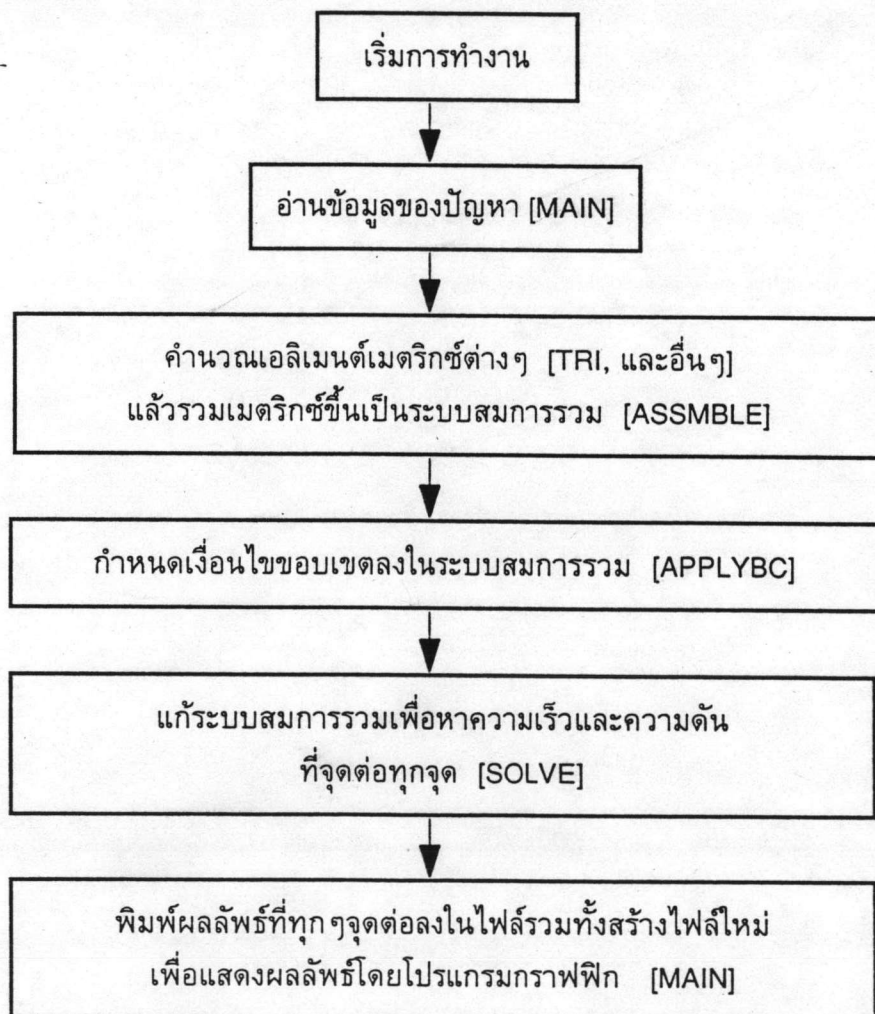 เริ่มการทำงาน
อ่านข้อมูลของปัญหา [MAIN]
คำนวณเอลิเมนต์เมตริกซ์ต่างๆ [TRI, และอื่นๆ]
แล้วรวมเมตริกซ์ขึ้นเป็นระบบสมการรวม [ASSMBLE]
กำหนดเงื่อนไขขอบเขตลงในระบบสมการรวม [APPLYBC]
แก้ระบบสมการรวมเพื่อหาความเร็วและความดัน
ที่จุดต่อทุกจุด [SOLVE]
พิมพ์ผลลัพธ์ที่ทุกๆจุดต่อลงในไฟล์รวมทั้งสร้างไฟล์ใหม่
เพื่อแสดงผลลัพธ์โดยโปรแกรมกราฟฟิก [MAIN]